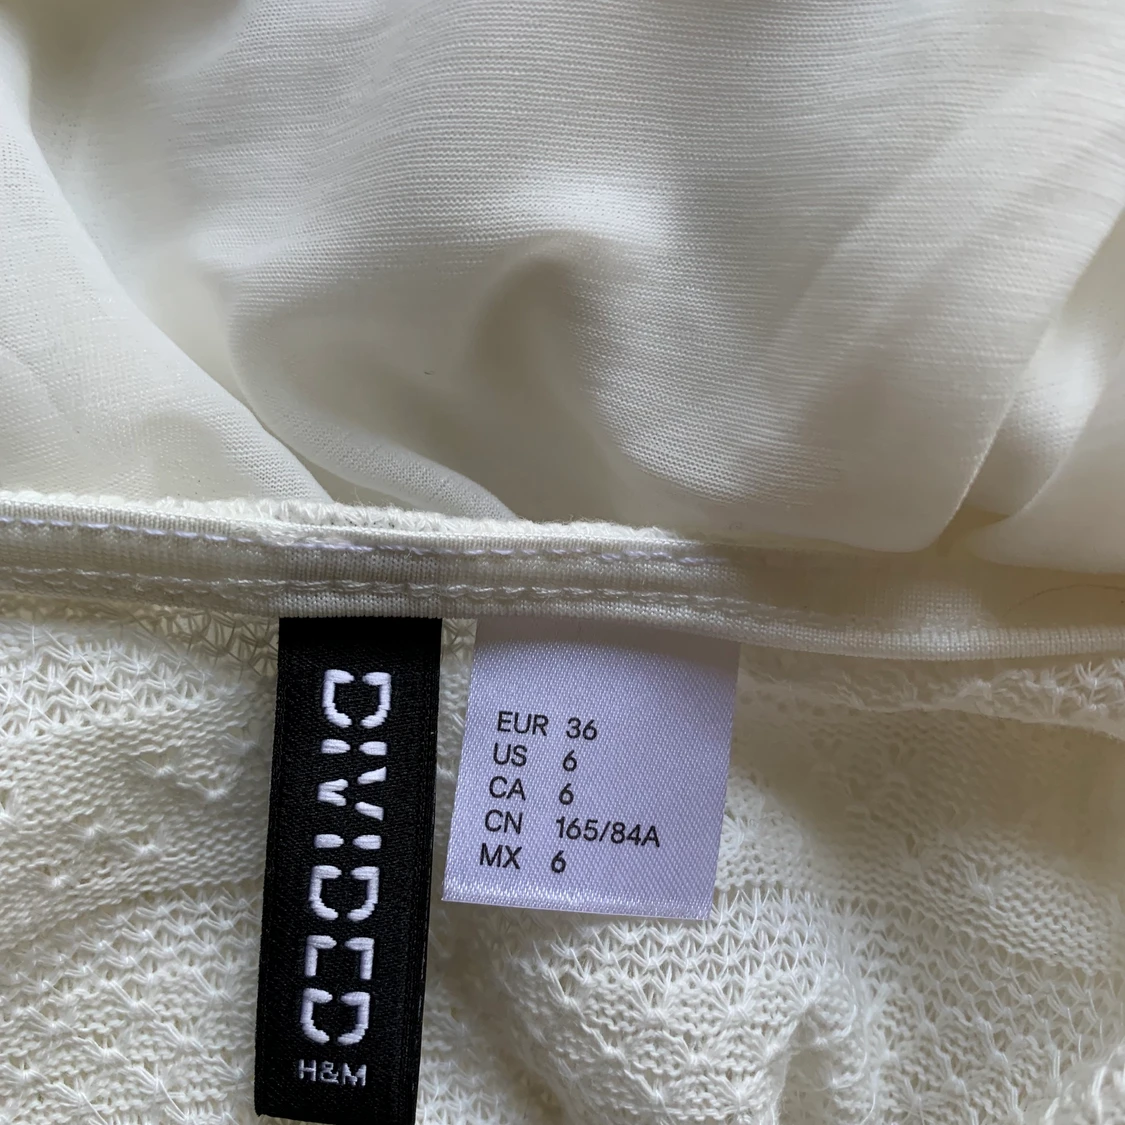 DIVIDED
H&M
EUR 36
US 6
CA 6
CN 165/84A
MX 6